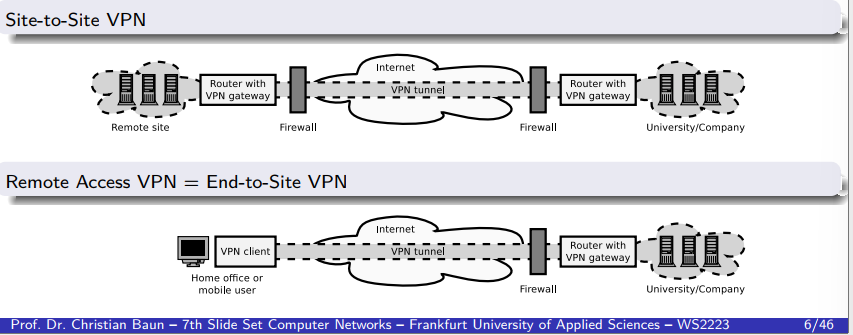 Site-to-Site VPN
Internet
Router with
VPN gateway
VPN tunnel
Router with
VPN gateway
Remote site
Firewall
Firewall
University/Company
Remote Access VPN = End-to-Site VPN
Internet
VPN client
VPN tunnel
Router with
VPN gateway
Home office or
mobile user
Firewall
University/Company
Prof. Dr. Christian Baun – 7th Slide Set Computer Networks – Frankfurt University of Applied Sciences – WS2223 6/46